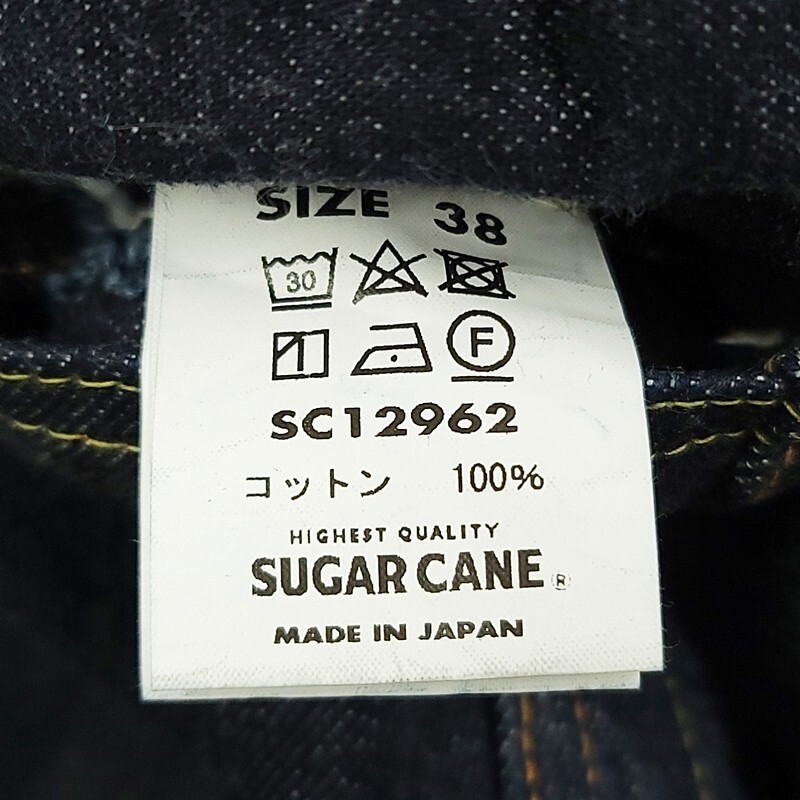 SIZE 38
30
F
SC12962
コットン 100%
HIGHEST QUALITY
SUGAR CANE ®
MADE IN JAPAN